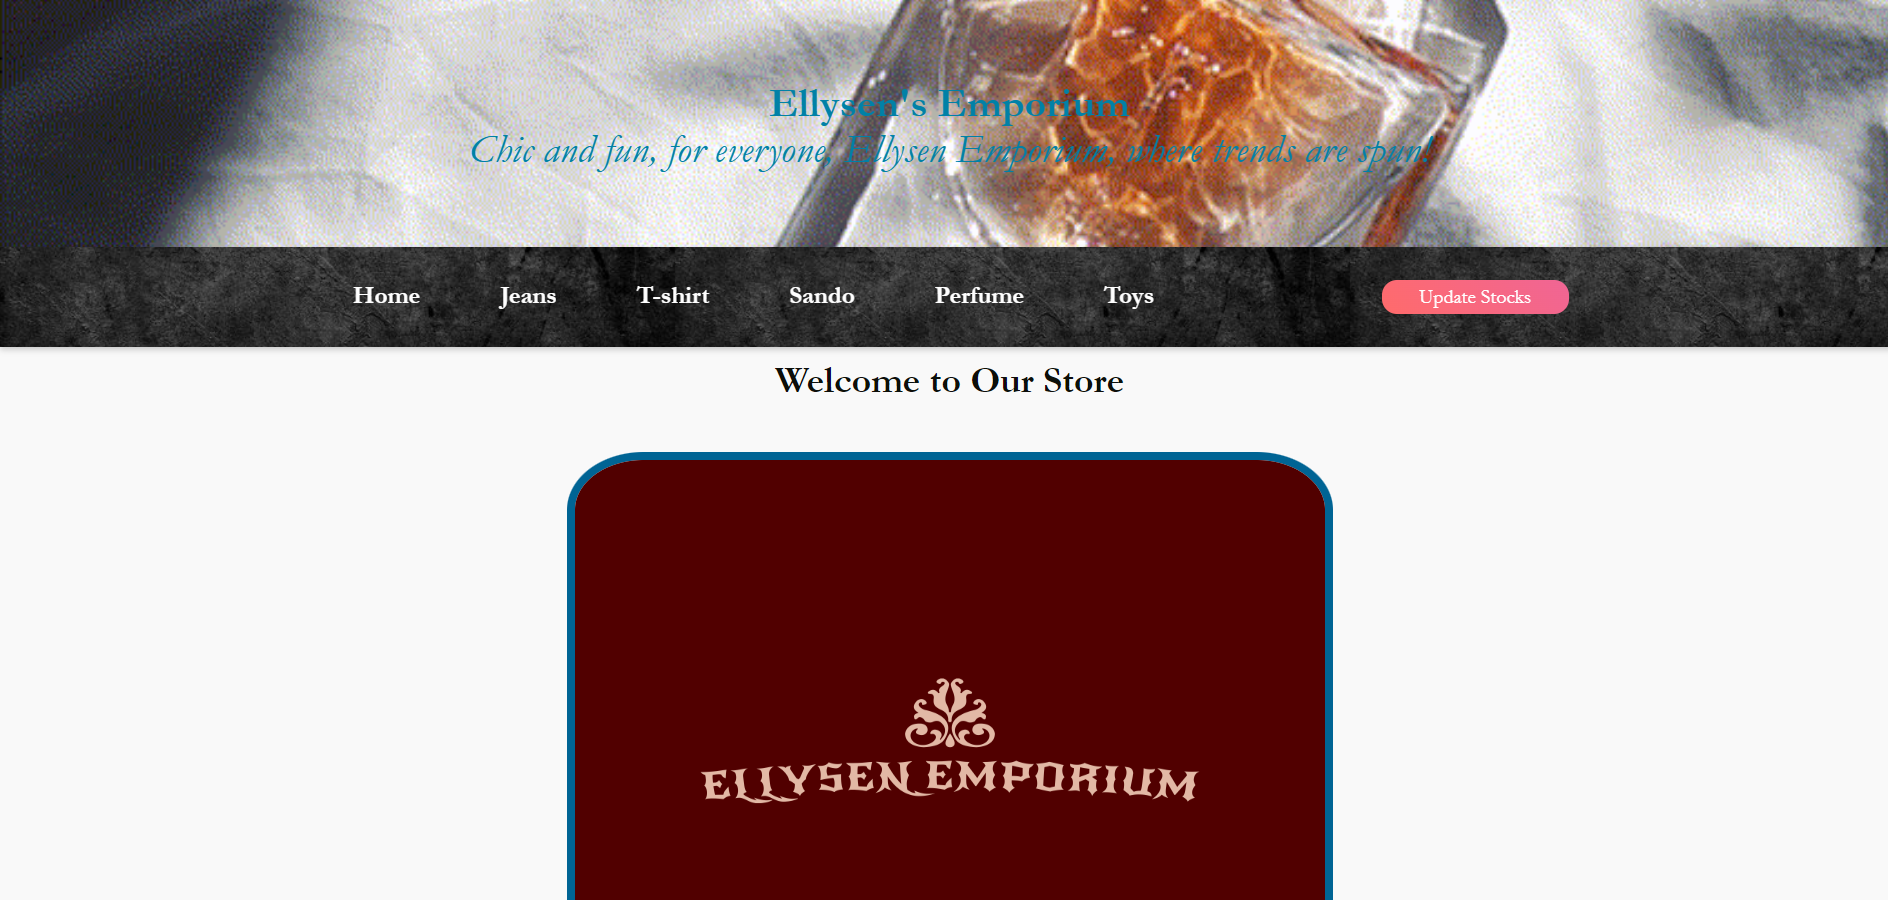 Ellysen's Emporium
Chic and fun, for everyone, Ellysen Emporium, where trends are spun!
Home Jeans T-shirt Sando Perfume Toys Update Stocks
Welcome to Our Store
ELLYSEN EMPORIUM